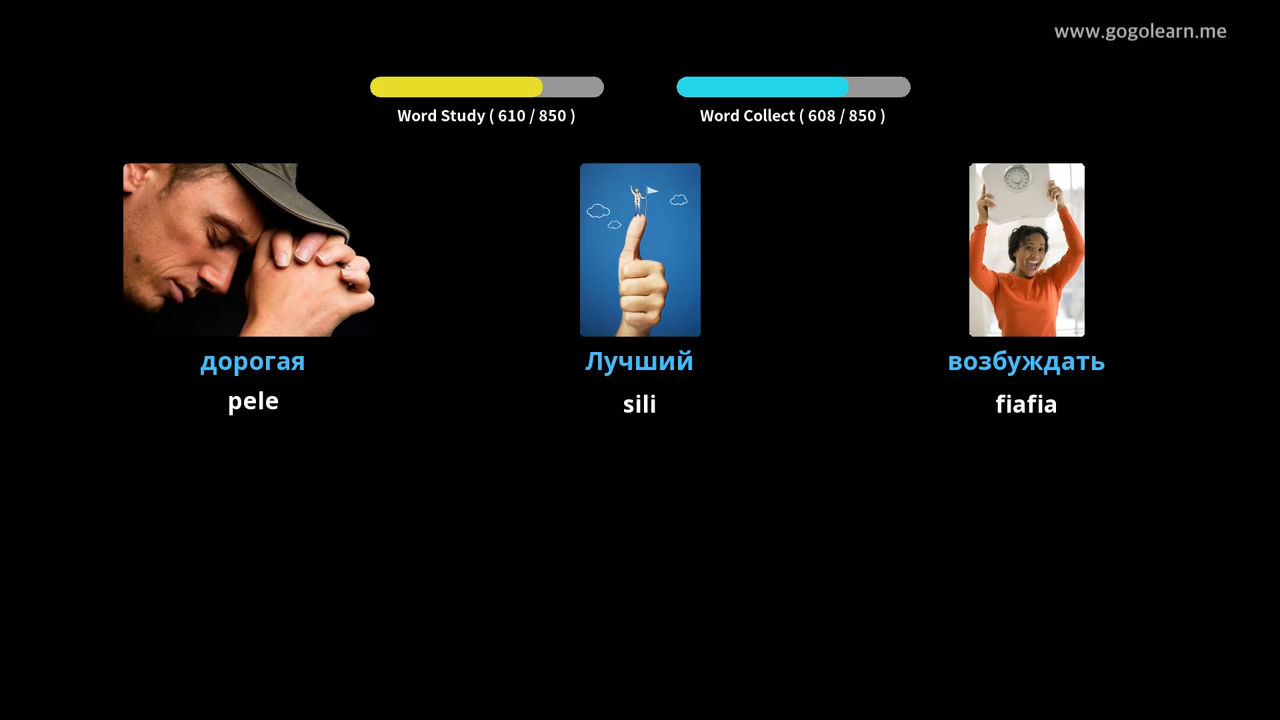 www.gogolearn.me
Word Study ( 610 / 850 )
Word Collect ( 608 / 850 )
дорогая
Лучший
возбуждать
pele
sili
fiafia